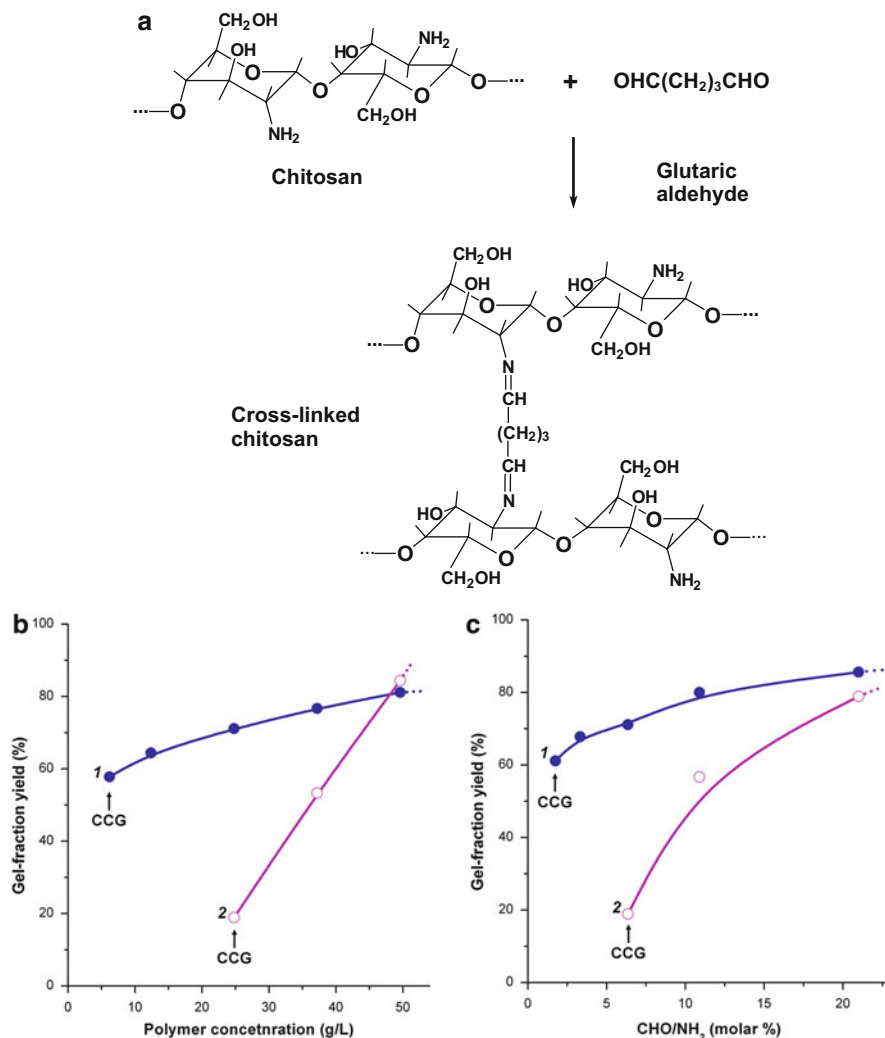 a
CH₂OH
OH
O
O
NH₂
HO
NH₂
CH₂OH
O
O
···
···
O
+
OHC(CH₂)₃CHO
Chitosan
Glutaric
aldehyde
CH₂OH
OH
O
O
HO
NH₂
O
CH₂OH
O
···
···
O
N
CH
(CH₂)₃
CH
N
Cross-linked
chitosan
HO
O
CH₂OH
O
CH₂OH
OH
O
NH₂
O
···
···
O
b
Gel-fraction yield (%)
100
80
60
40
20
0
1
CCG
2
CCG
0 10 20 30 40 50
Polymer concetnration (g/L)
c
Gel-fraction yield (%)
100
80
60
40
20
0
1
CCG
2
CCG
0 5 10 15 20
CHO/NH₂ (molar %)